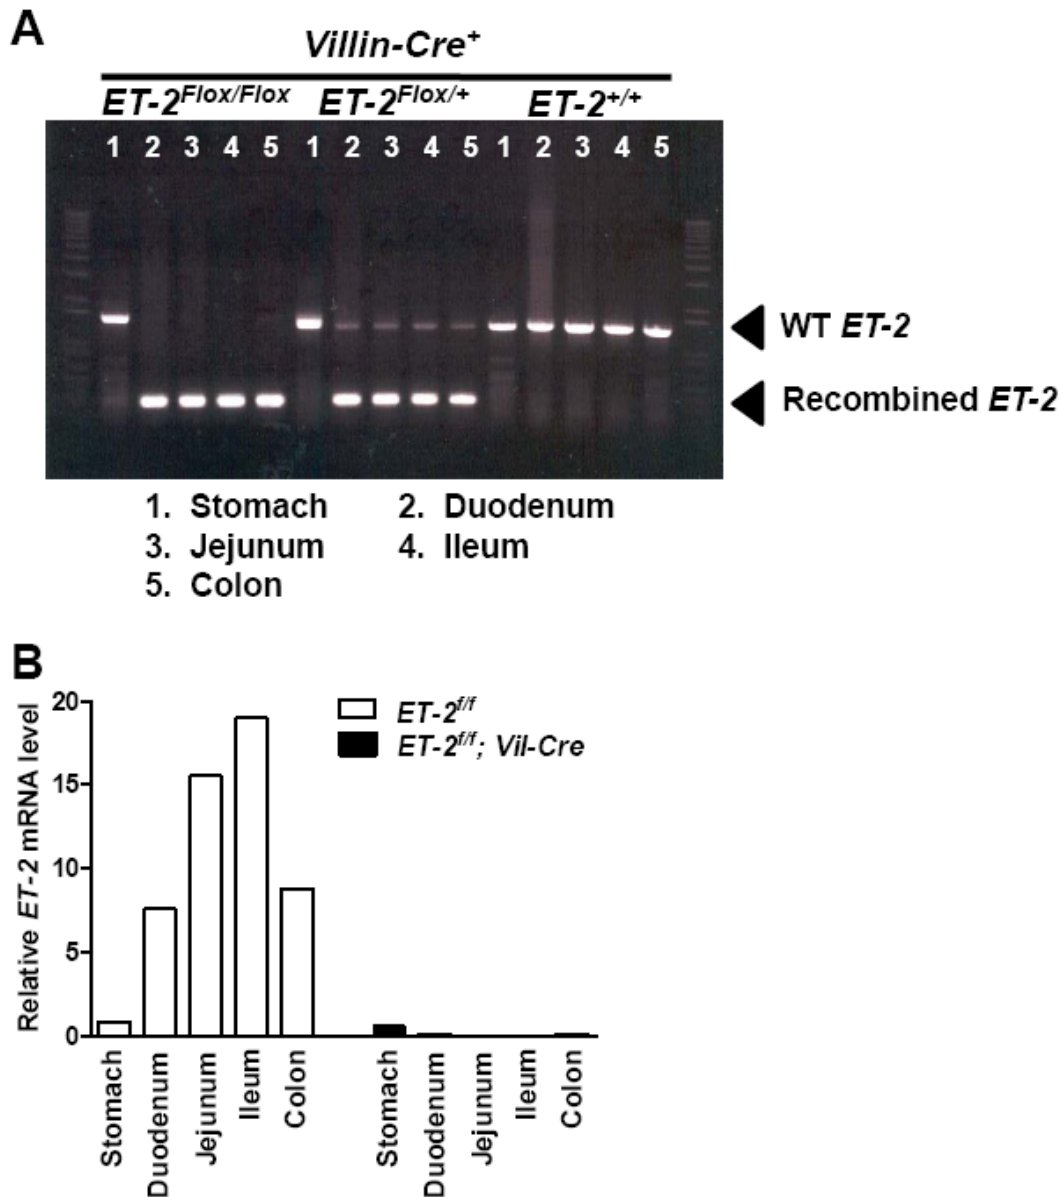 A
Villin-Cre+
ET-2Flox/Flox ET-2Flox/+ ET-2+/+
1 2 3 4 5 1 2 3 4 5 1 2 3 4 5
WT ET-2
Recombined ET-2
1. Stomach 2. Duodenum
3. Jejunum 4. Ileum
5. Colon
B
Relative ET-2 mRNA level
20
15
10
5
0
ET-2f/f
ET-2f/f; Vil-Cre
Stomach Duodenum Jejunum Ileum Colon Stomach Duodenum Jejunum Ileum Colon